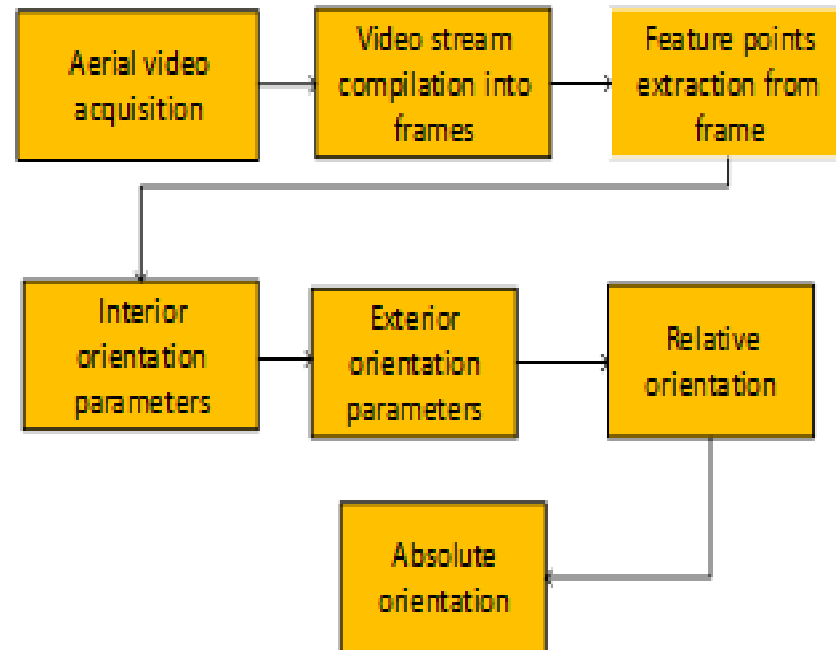 Aerial video
acquisition
Video stream
compilation into
frames
Feature points
extraction from
frame
Interior
orientation
parameters
Exterior
orientation
parameters
Relative
orientation
Absolute
orientation